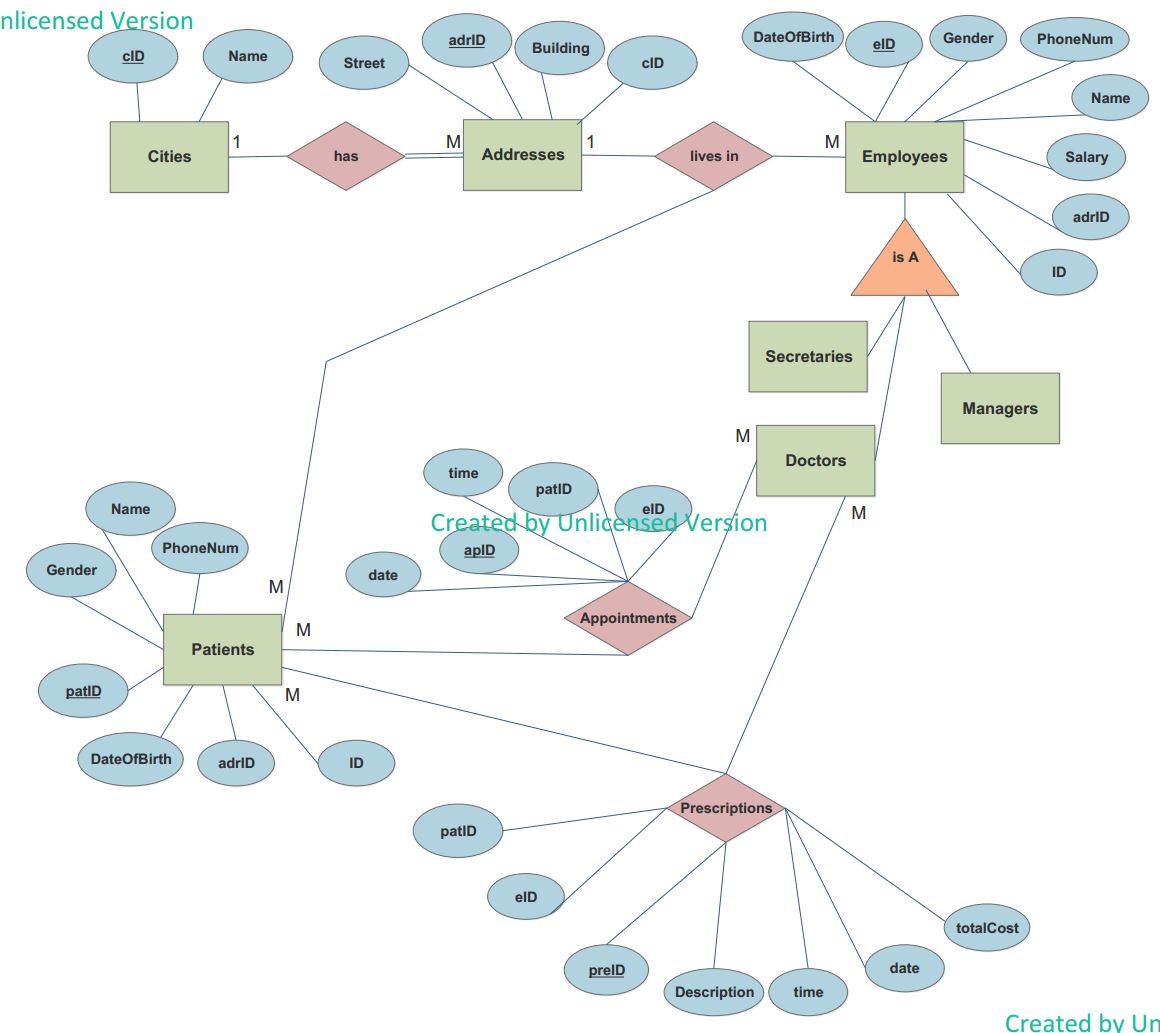 nlicensed Version
cID
Name
Street
adrID
Building
cID
DateOfBirth
eID
Gender
PhoneNum
Name
Salary
adrID
ID
Cities
1
has
M
Addresses
1
lives in
M
Employees
is A
Secretaries
Managers
M
Doctors
M
time
patID
eID
Created by Unlicensed Version
apID
date
Appointments
Name
PhoneNum
Gender
M
M
Patients
M
patID
DateOfBirth
adrID
ID
Prescriptions
patID
eID
preID
Description
time
date
totalCost
Created by Un